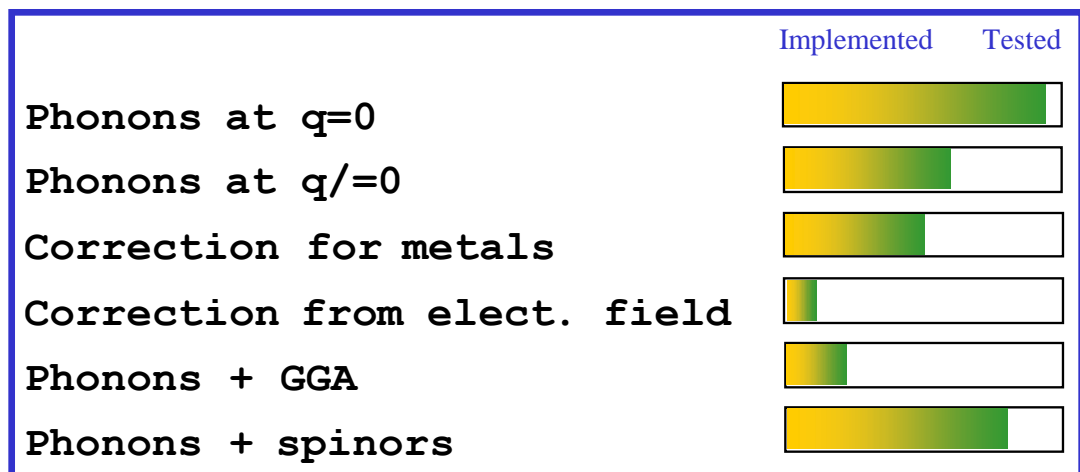 Implemented Tested
Phonons at q=0
Phonons at q/=0
Correction for metals
Correction from elect. field
Phonons + GGA
Phonons + spinors